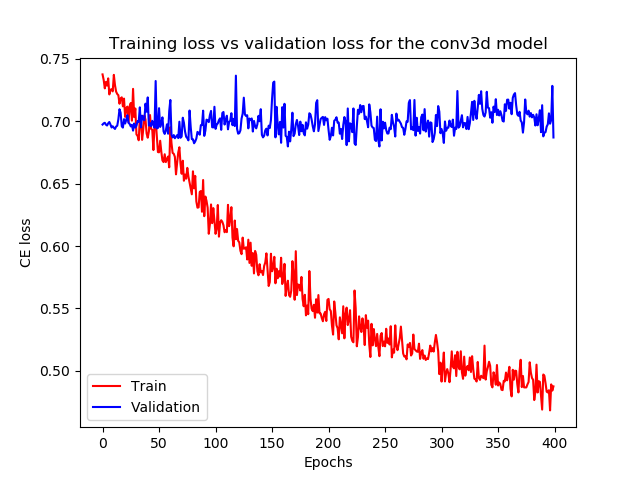 Training loss vs validation loss for the conv3d model
0.75
0.70
0.65
0.60
0.55
0.50
CE loss
Train
Validation
0 50 100 150 200 250 300 350 400
Epochs